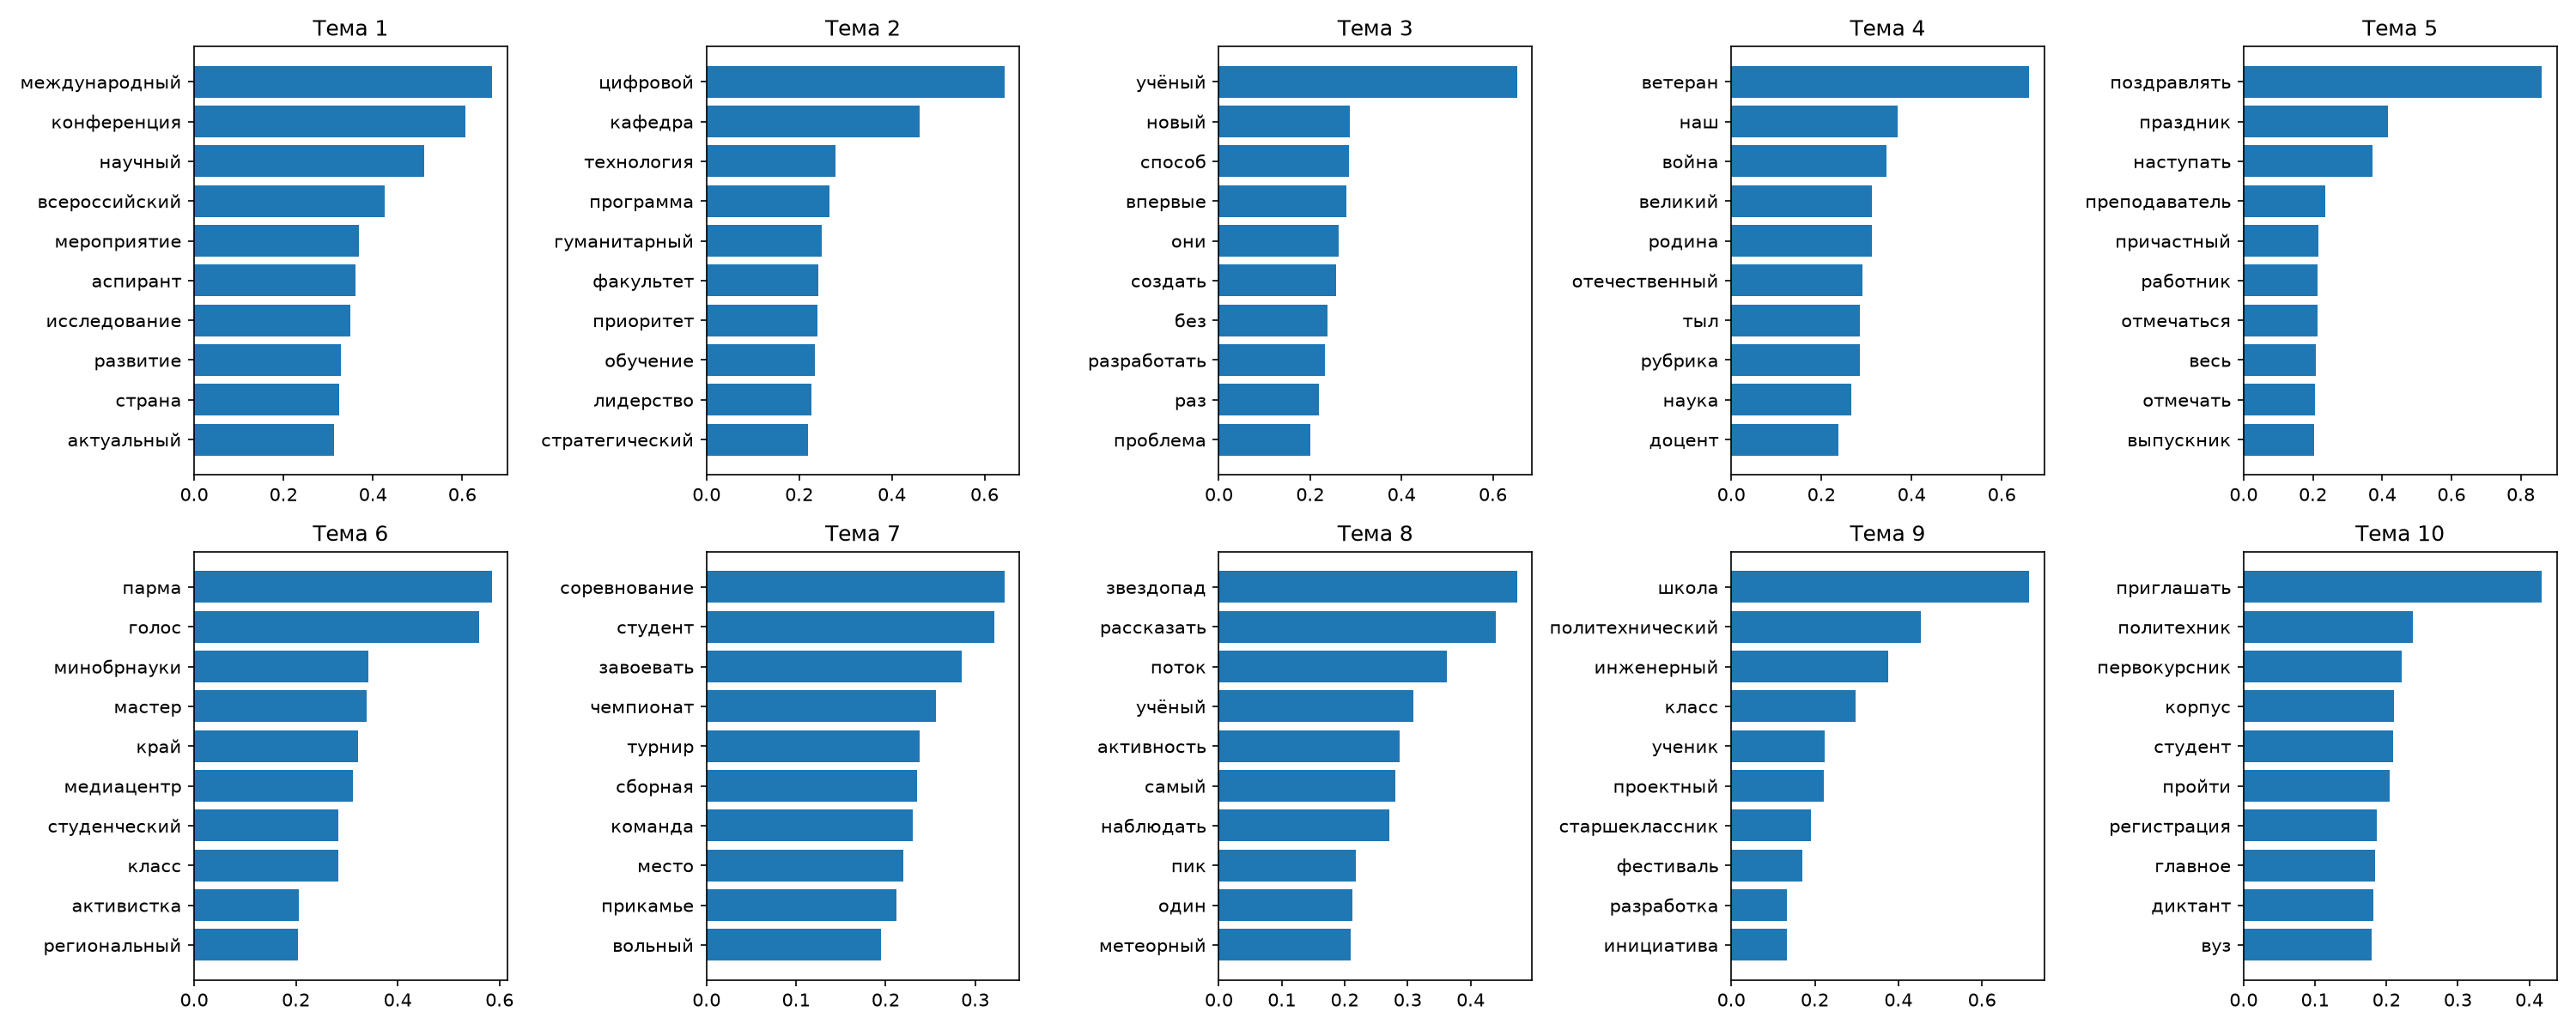 Тема 1
международный
конференция
научный
всероссийский
мероприятие
аспирант
исследование
развитие
страна
актуальный
0.0 0.2 0.4 0.6
Тема 2
цифровой
кафедра
технология
программа
гуманитарный
факультет
приоритет
обучение
лидерство
стратегический
0.0 0.2 0.4 0.6
Тема 3
учёный
новый
способ
впервые
они
создать
без
разработать
раз
проблема
0.0 0.2 0.4 0.6
Тема 4
ветеран
наш
война
великий
родина
отечественный
тыл
рубрика
наука
доцент
0.0 0.2 0.4 0.6
Тема 5
поздравлять
праздник
наступать
преподаватель
причастный
работник
отмечаться
весь
отмечать
выпускник
0.0 0.2 0.4 0.6 0.8
Тема 6
парма
голос
минобрнауки
мастер
край
медиацентр
студенческий
класс
активистка
региональный
0.0 0.2 0.4 0.6
Тема 7
соревнование
студент
завоевать
чемпионат
турнир
сборная
команда
место
прикамье
вольный
0.0 0.1 0.2 0.3
Тема 8
звездопад
рассказать
поток
учёный
активность
самый
наблюдать
пик
один
метеорный
0.0 0.1 0.2 0.3 0.4
Тема 9
школа
политехнический
инженерный
класс
ученик
проектный
старшеклассник
фестиваль
разработка
инициатива
0.0 0.2 0.4 0.6
Тема 10
приглашать
политехник
первокурсник
корпус
студент
пройти
регистрация
главное
диктант
вуз
0.0 0.1 0.2 0.3 0.4